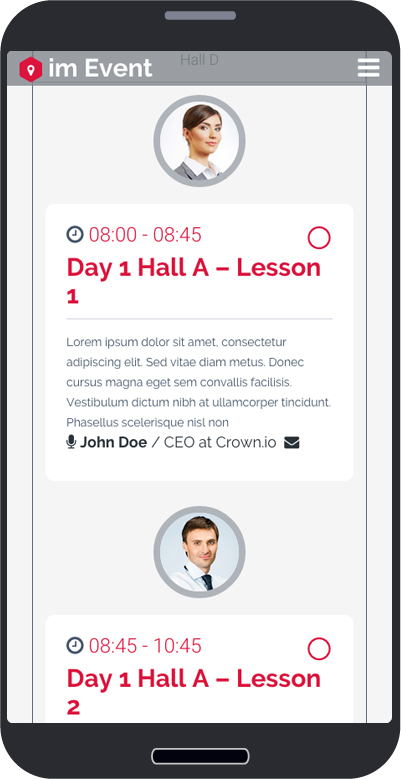 Hall D
im Event
08:00 - 08:45
Day 1 Hall A – Lesson
1
Lorem ipsum dolor sit amet, consectetur
adipiscing elit. Sed vitae diam metus. Donec
cursus magna eget sem convallis facilisis.
Vestibulum dictum nibh at ullamcorper tincidunt.
Phasellus scelerisque nisl non
John Doe / CEO at Crown.io
08:45 - 10:45
Day 1 Hall A – Lesson
2